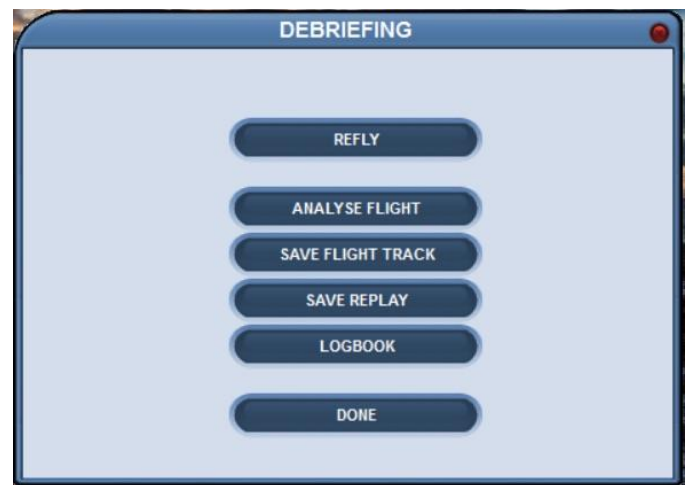 DEBRIEFING
REFLY
ANALYSE FLIGHT
SAVE FLIGHT TRACK
SAVE REPLAY
LOGBOOK
DONE